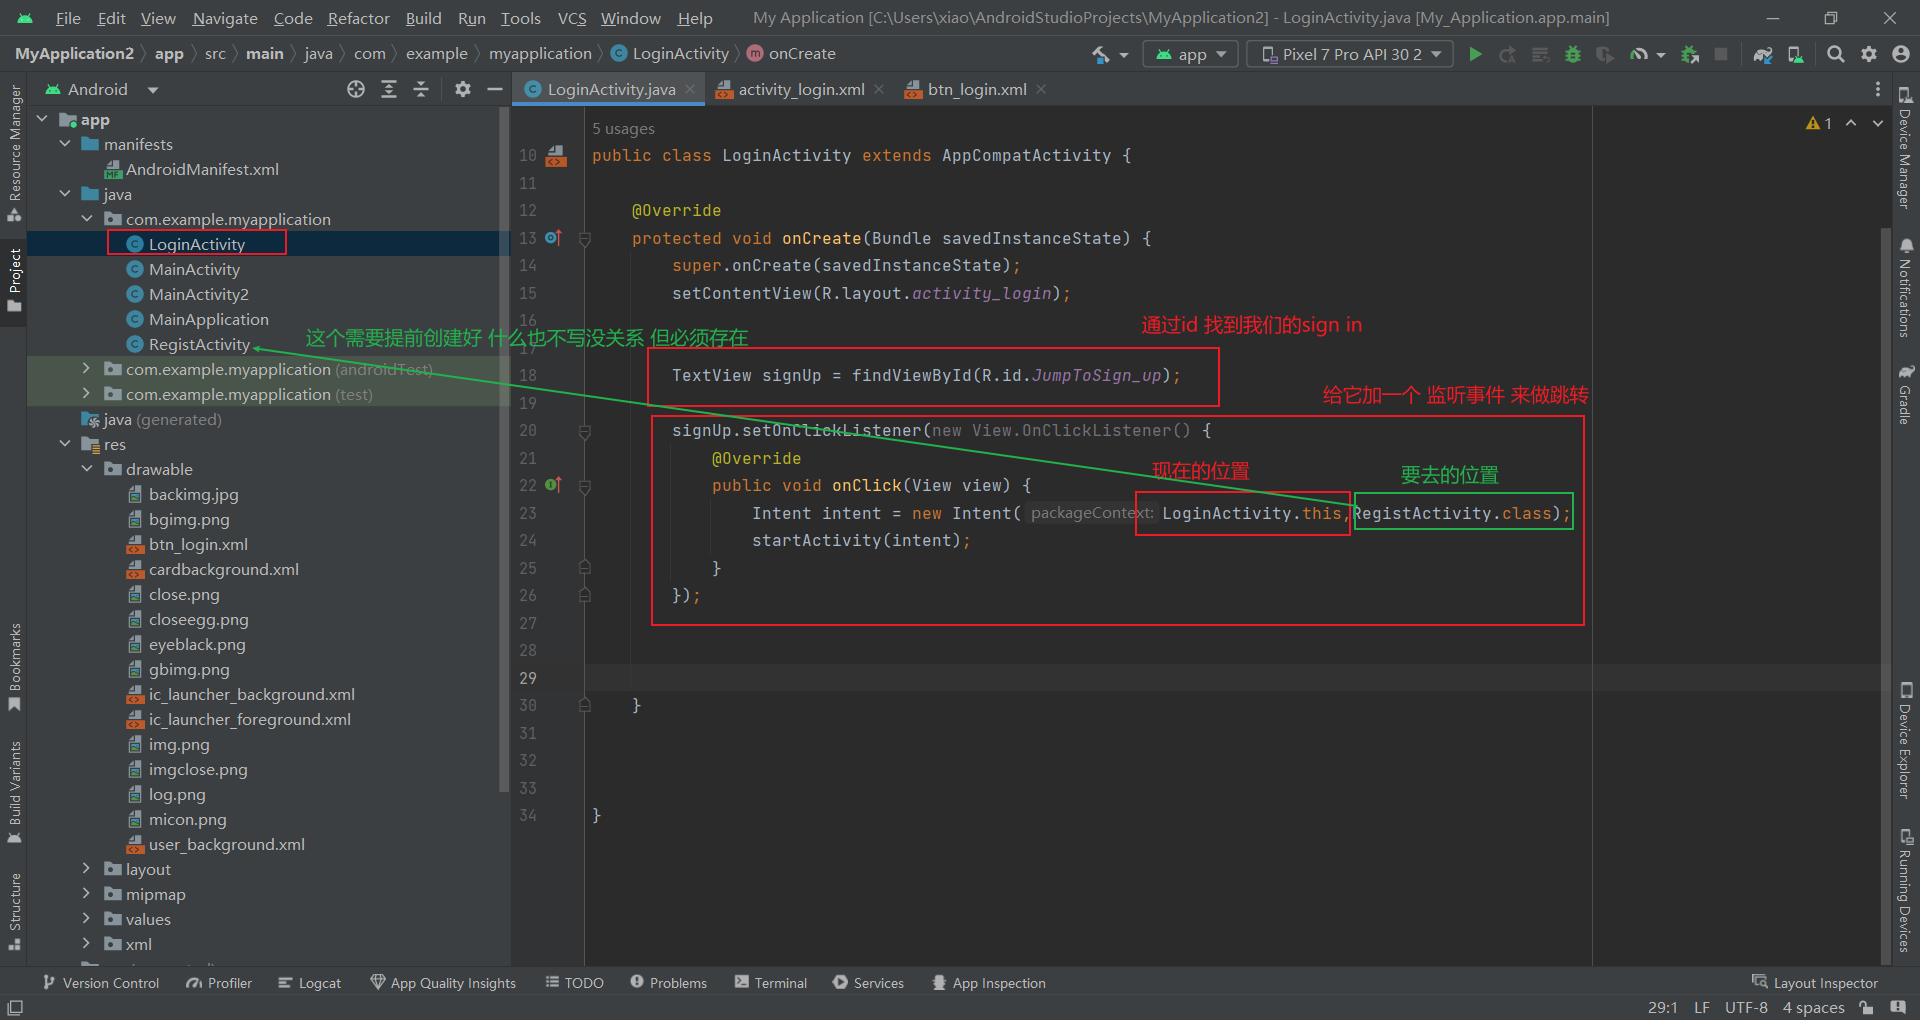 File Edit View Navigate Code Refactor Build Run Tools VCS Window Help My Application [C:\Users\xiao\AndroidStudioProjects\MyApplication2] - LoginActivity.java [My_Application.app.main]
MyApplication2 app src main java com example myapplication LoginActivity onCreate app Pixel 7 Pro API 30 2
Android
LoginActivity.java activity_login.xml btn_login.xml
Resource Manager
Project
Bookmarks
Build Variants
Structure
app
manifests
AndroidManifest.xml
java
com.example.myapplication
LoginActivity
MainActivity
MainActivity2
MainApplication
RegistActivity
com.example.myapplication (androidTest)
com.example.myapplication (test)
java (generated)
res
drawable
backimg.jpg
bgimg.png
btn_login.xml
cardbackground.xml
close.png
closeegg.png
eyeblack.png
gbimg.png
ic_launcher_background.xml
ic_launcher_foreground.xml
img.png
imgclose.png
log.png
micon.png
user_background.xml
layout
mipmap
values
xml
这个需要提前创建好 什么也不写没关系 但必须存在
5 usages
1
10 public class LoginActivity extends AppCompatActivity {
11
12 @Override
13 protected void onCreate(Bundle savedInstanceState) {
14 super.onCreate(savedInstanceState);
15 setContentView(R.layout.activity_login);
16
通过id 找到我们的sign in
17
18 TextView signUp = findViewById(R.id.JumpToSign_up);
19
给它加一个 监听事件 来做跳转
20 signUp.setOnClickListener(new View.OnClickListener() {
21 @Override
现在的位置
要去的位置
22 public void onClick(View view) {
23 Intent intent = new Intent( packageContext: LoginActivity.this,RegistActivity.class);
24 startActivity(intent);
25 }
26 });
27
28
29
30 }
31
32
33
34 }
Device Manager
Notifications
Gradle
Device Explorer
Running Devices
Version Control Profiler Logcat App Quality Insights TODO Problems Terminal Services App Inspection Layout Inspector
29:1 LF UTF-8 4 spaces